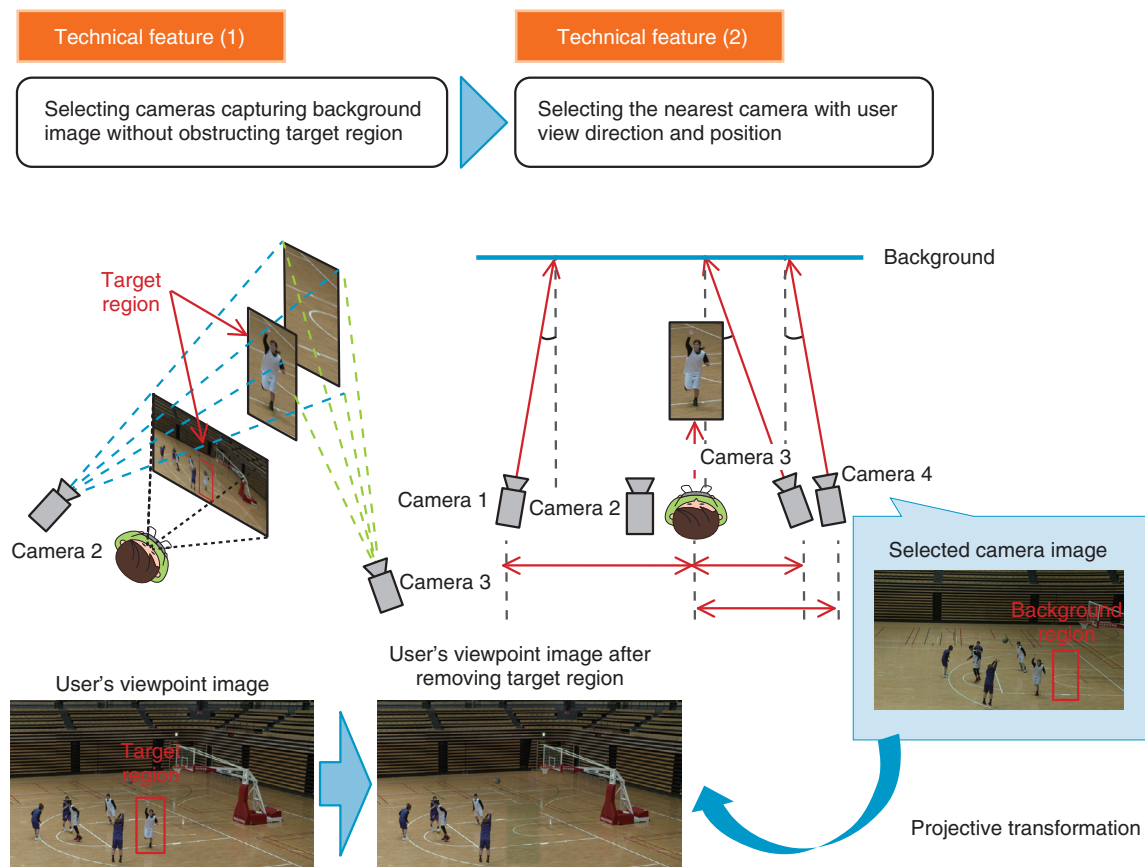 Technical feature (1)
Technical feature (2)
Selecting cameras capturing background
image without obstructing target region
Selecting the nearest camera with user
view direction and position
Target
region
Camera 2
Camera 3
Background
Camera 1
Camera 2
Camera 3
Camera 4
Selected camera image
Background
region
User's viewpoint image
Target
region
User's viewpoint image after
removing target region
Projective transformation